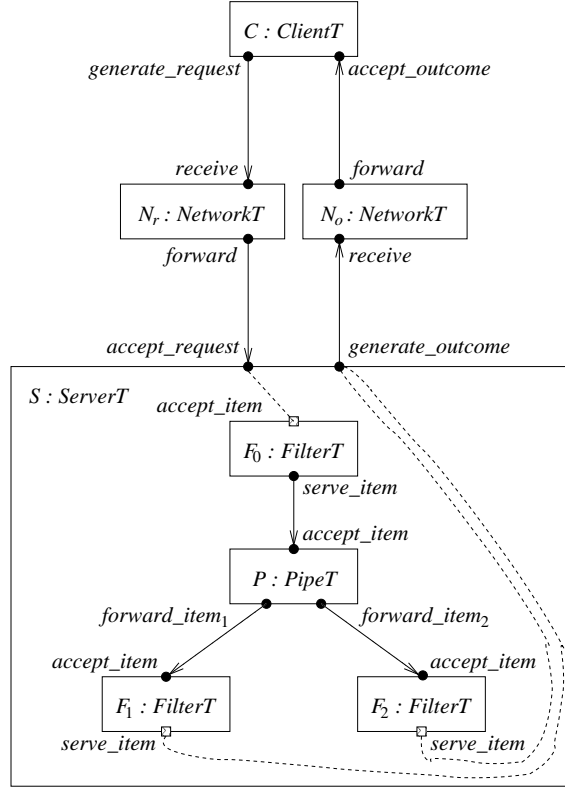 C : ClientT
generate_request accept_outcome
receive forward
N_r : NetworkT N_o : NetworkT
forward receive
accept_request generate_outcome
S : ServerT
accept_item
F_0 : FilterT
serve_item
accept_item
P : PipeT
forward_item_1 forward_item_2
accept_item accept_item
F_1 : FilterT F_2 : FilterT
serve_item serve_item